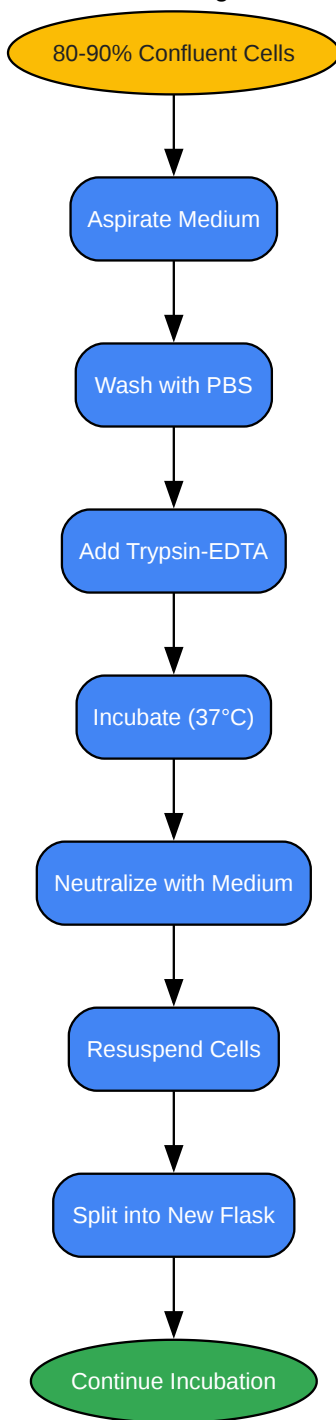 80-90% Confluent Cells
Aspirate Medium
Wash with PBS
Add Trypsin-EDTA
Incubate (37°C)
Neutralize with Medium
Resuspend Cells
Split into New Flask
Continue Incubation